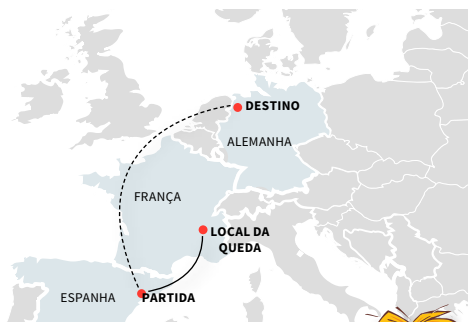 DESTINO
ALEMANHA
FRANÇA
LOCAL DA
QUEDA
ESPANHA
PARTIDA